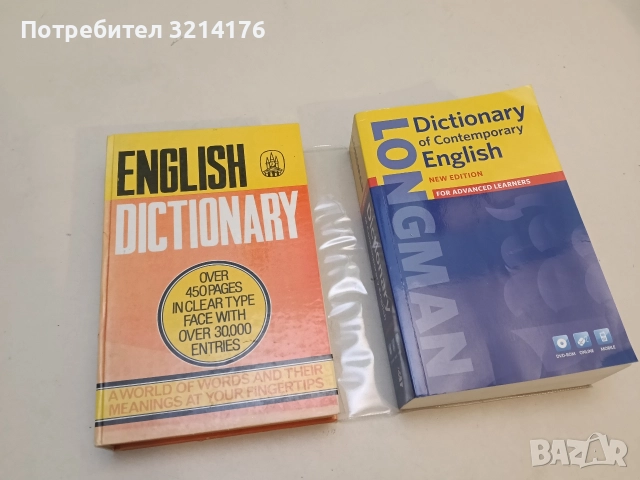 Потребител 3214176
ENGLISH
DICTIONARY
OVER
450 PAGES
IN CLEAR TYPE
FACE WITH
OVER 30,000
ENTRIES
A WORLD OF WORDS AND THEIR
MEANINGS AT YOUR FINGERTIPS
LONGMAN
Dictionary
of Contemporary
English
NEW EDITION
FOR ADVANCED LEARNERS
DVD-ROM
ONLINE
MOBILE
Dictionary
BAZAR